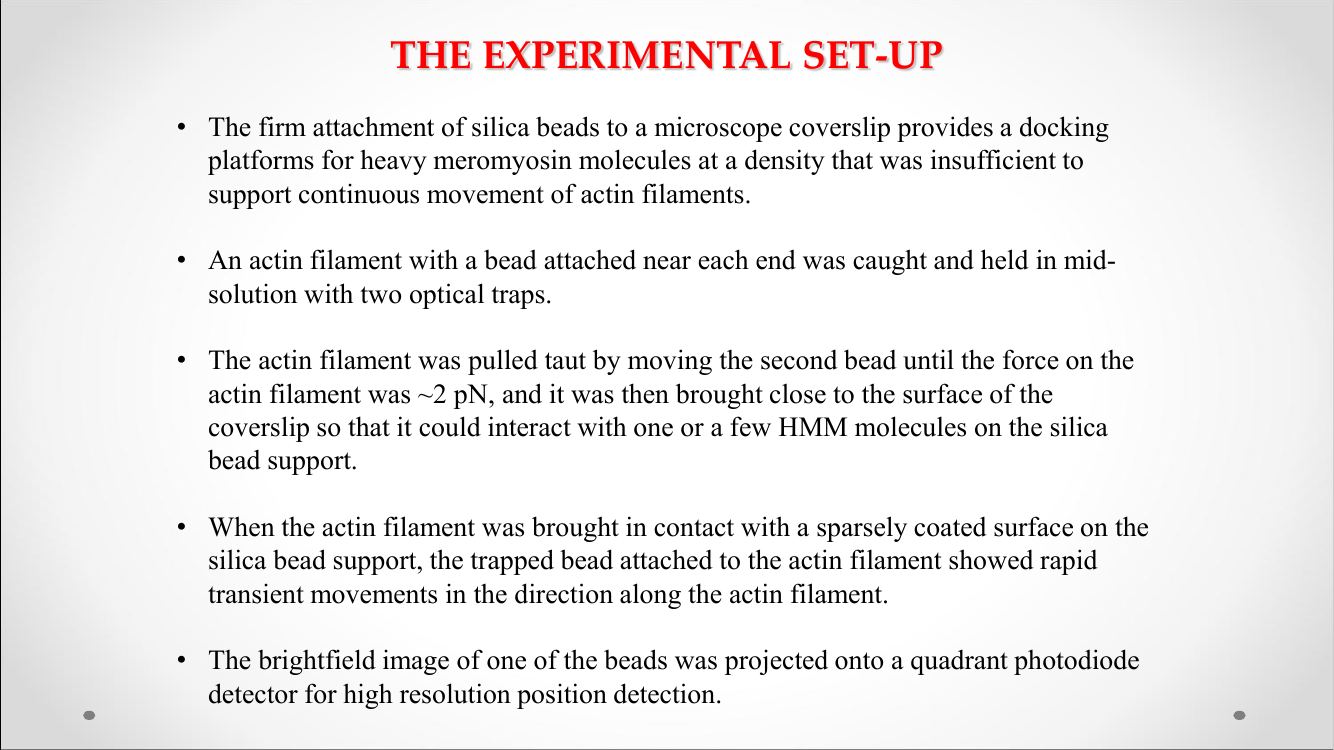 THE EXPERIMENTAL SET-UP
• The firm attachment of silica beads to a microscope coverslip provides a docking
platforms for heavy meromyosin molecules at a density that was insufficient to
support continuous movement of actin filaments.
• An actin filament with a bead attached near each end was caught and held in mid-
solution with two optical traps.
• The actin filament was pulled taut by moving the second bead until the force on the
actin filament was ~2 pN, and it was then brought close to the surface of the
coverslip so that it could interact with one or a few HMM molecules on the silica
bead support.
• When the actin filament was brought in contact with a sparsely coated surface on the
silica bead support, the trapped bead attached to the actin filament showed rapid
transient movements in the direction along the actin filament.
• The brightfield image of one of the beads was projected onto a quadrant photodiode
detector for high resolution position detection.